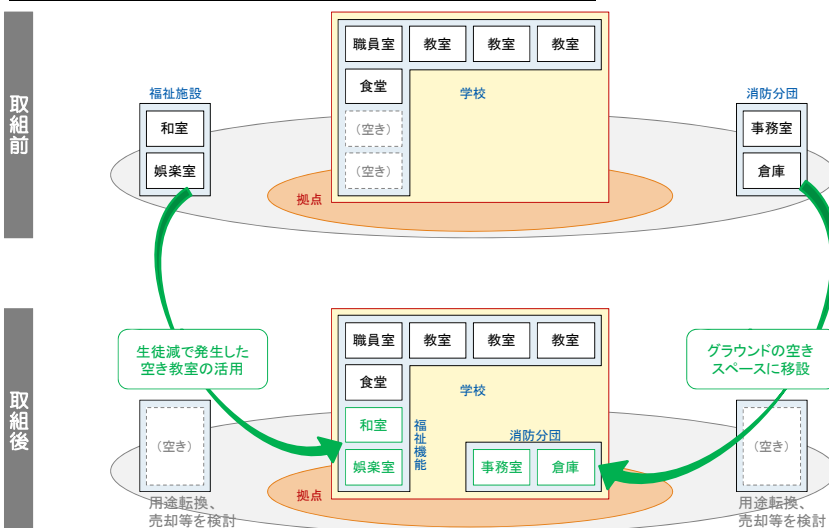 取組前
福祉施設
和室
娯楽室
職員室
教室
教室
教室
食堂
(空き)
(空き)
学校
拠点
消防分団
事務室
倉庫
取組後
生徒減で発生した
空き教室の活用
グラウンドの空き
スペースに移設
職員室
教室
教室
教室
食堂
和室
娯楽室
福祉機能
学校
消防分団
事務室
倉庫
拠点
(空き)
用途転換、
売却等を検討
(空き)
用途転換、
売却等を検討